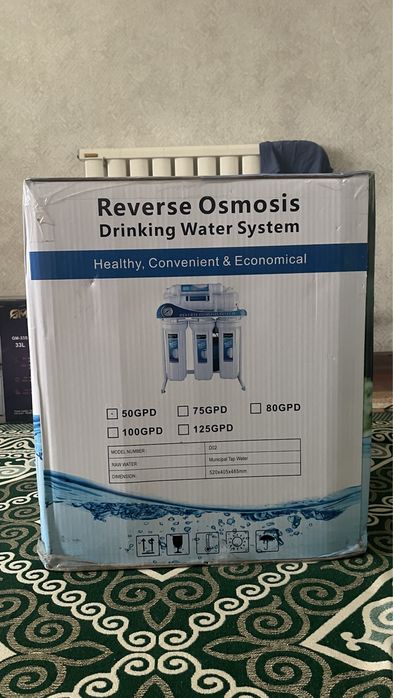 Reverse Osmosis
Drinking Water System
Healthy, Convenient & Economical
50GPD 75GPD 80GPD
100GPD 125GPD
MODEL NUMBER : D02
RAW WATER : Municipal Tap Water
DIMENSION : 520x405x465mm
33L